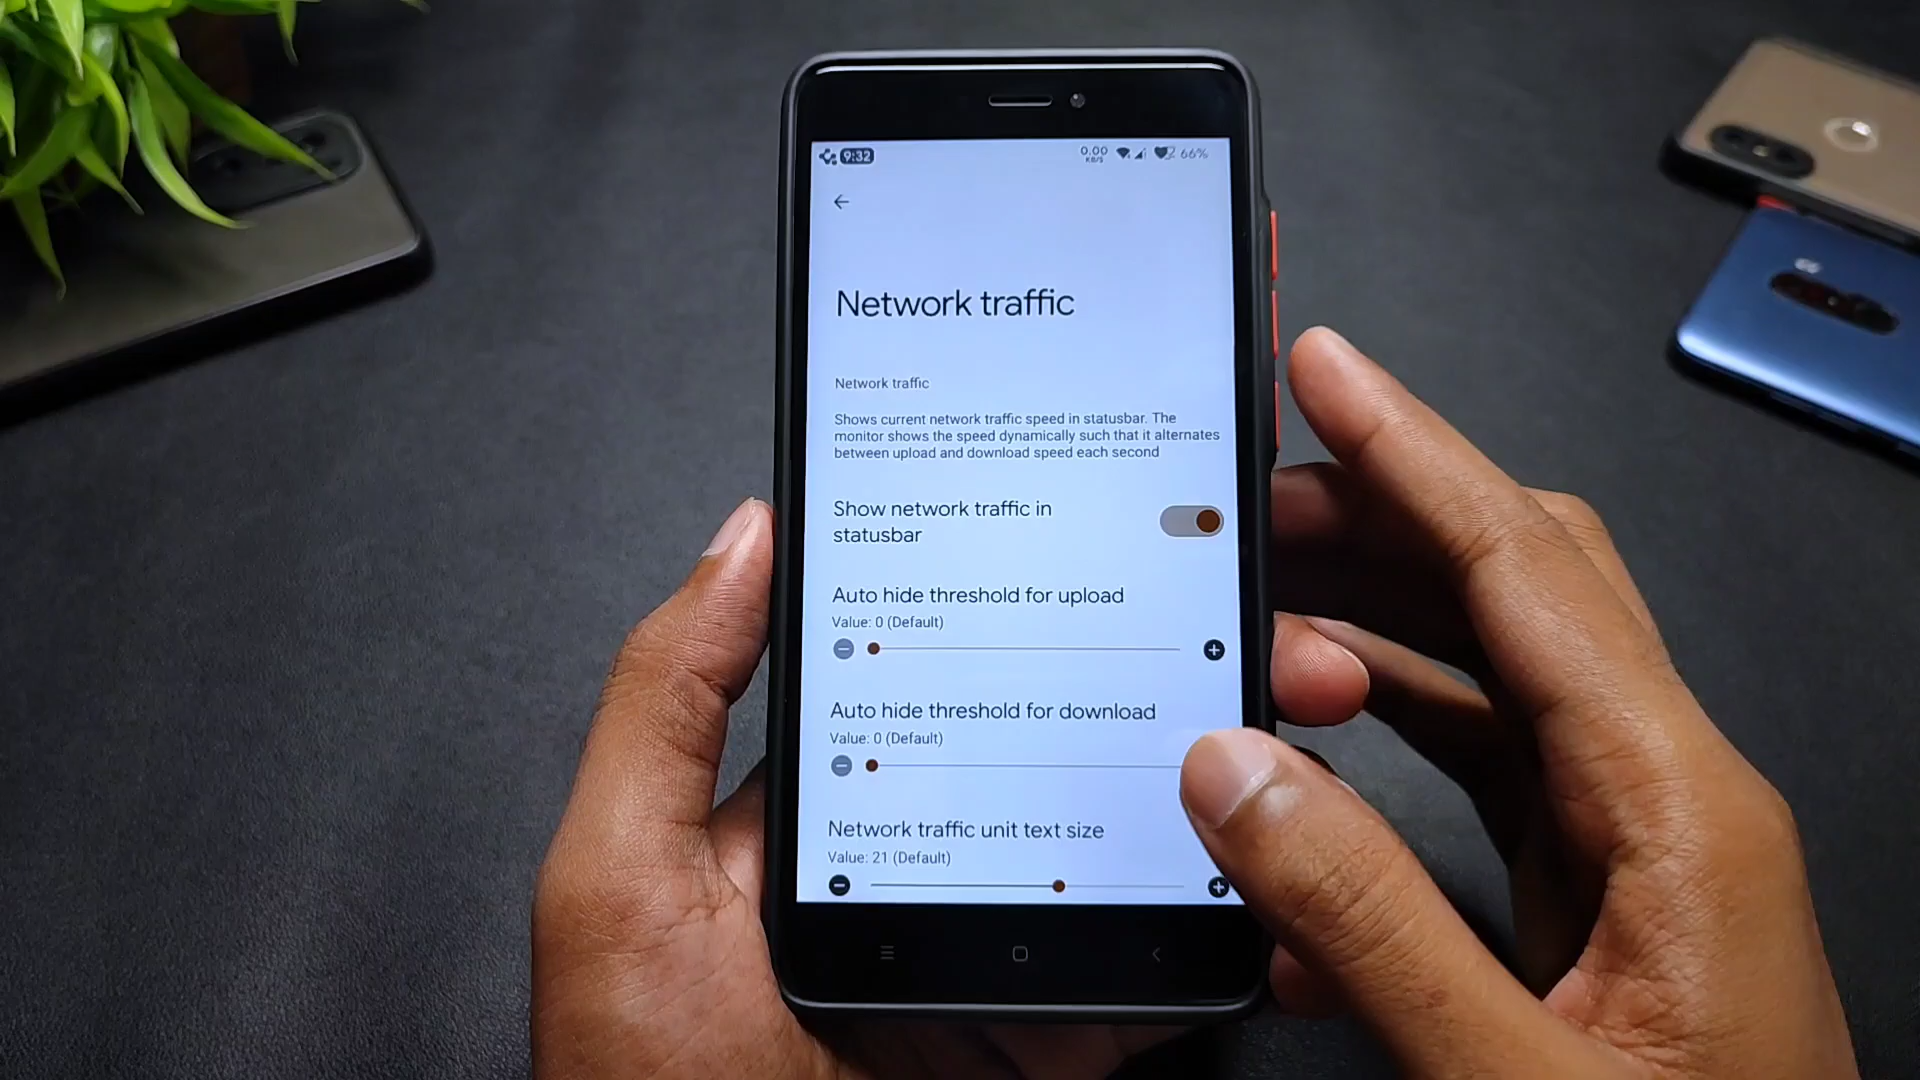 9:32
0.00
KB/S
66%
Network traffic
Network traffic
Shows current network traffic speed in statusbar. The
monitor shows the speed dynamically such that it alternates
between upload and download speed each second
Show network traffic in
statusbar
Auto hide threshold for upload
Value: 0 (Default)
Auto hide threshold for download
Value: 0 (Default)
Network traffic unit text size
Value: 21 (Default)